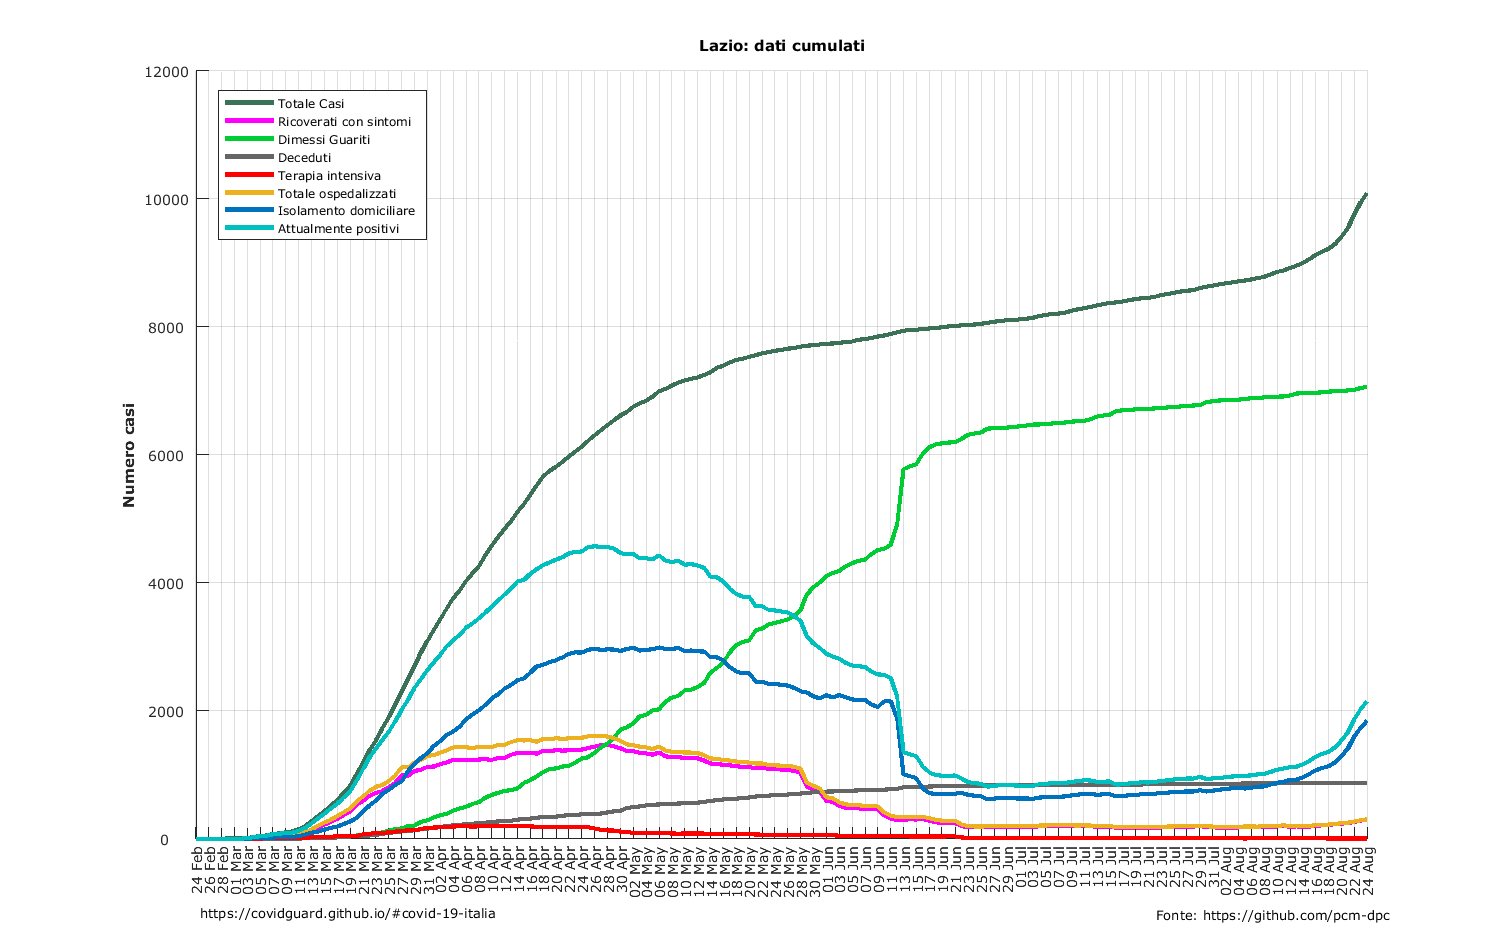 Lazio: dati cumulati
12000
10000
8000
6000
4000
2000
0
Numero casi
Totale Casi
Ricoverati con sintomi
Dimessi Guariti
Deceduti
Terapia intensiva
Totale ospedalizzati
Isolamento domiciliare
Attualmente positivi
24 Feb
26 Feb
28 Feb
01 Mar
03 Mar
05 Mar
07 Mar
09 Mar
11 Mar
13 Mar
15 Mar
17 Mar
19 Mar
21 Mar
23 Mar
25 Mar
27 Mar
29 Mar
31 Mar
02 Apr
04 Apr
06 Apr
08 Apr
10 Apr
12 Apr
14 Apr
16 Apr
18 Apr
20 Apr
22 Apr
24 Apr
26 Apr
28 Apr
30 Apr
02 May
04 May
06 May
08 May
10 May
12 May
14 May
16 May
18 May
20 May
22 May
24 May
26 May
28 May
30 May
01 Jun
03 Jun
05 Jun
07 Jun
09 Jun
11 Jun
13 Jun
15 Jun
17 Jun
19 Jun
21 Jun
23 Jun
25 Jun
27 Jun
29 Jun
01 Jul
03 Jul
05 Jul
07 Jul
09 Jul
11 Jul
13 Jul
15 Jul
17 Jul
19 Jul
21 Jul
23 Jul
25 Jul
27 Jul
29 Jul
31 Jul
02 Aug
04 Aug
06 Aug
08 Aug
10 Aug
12 Aug
14 Aug
16 Aug
18 Aug
20 Aug
22 Aug
24 Aug
https://covidguard.github.io/#covid-19-italia
Fonte: https://github.com/pcm-dpc